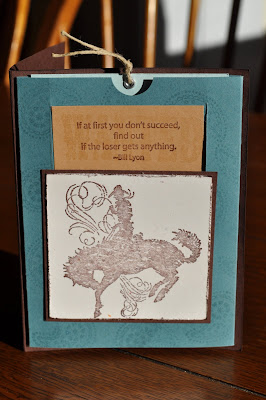 If at first you don't succeed,
find out
if the loser gets anything.
~Bill Lyon